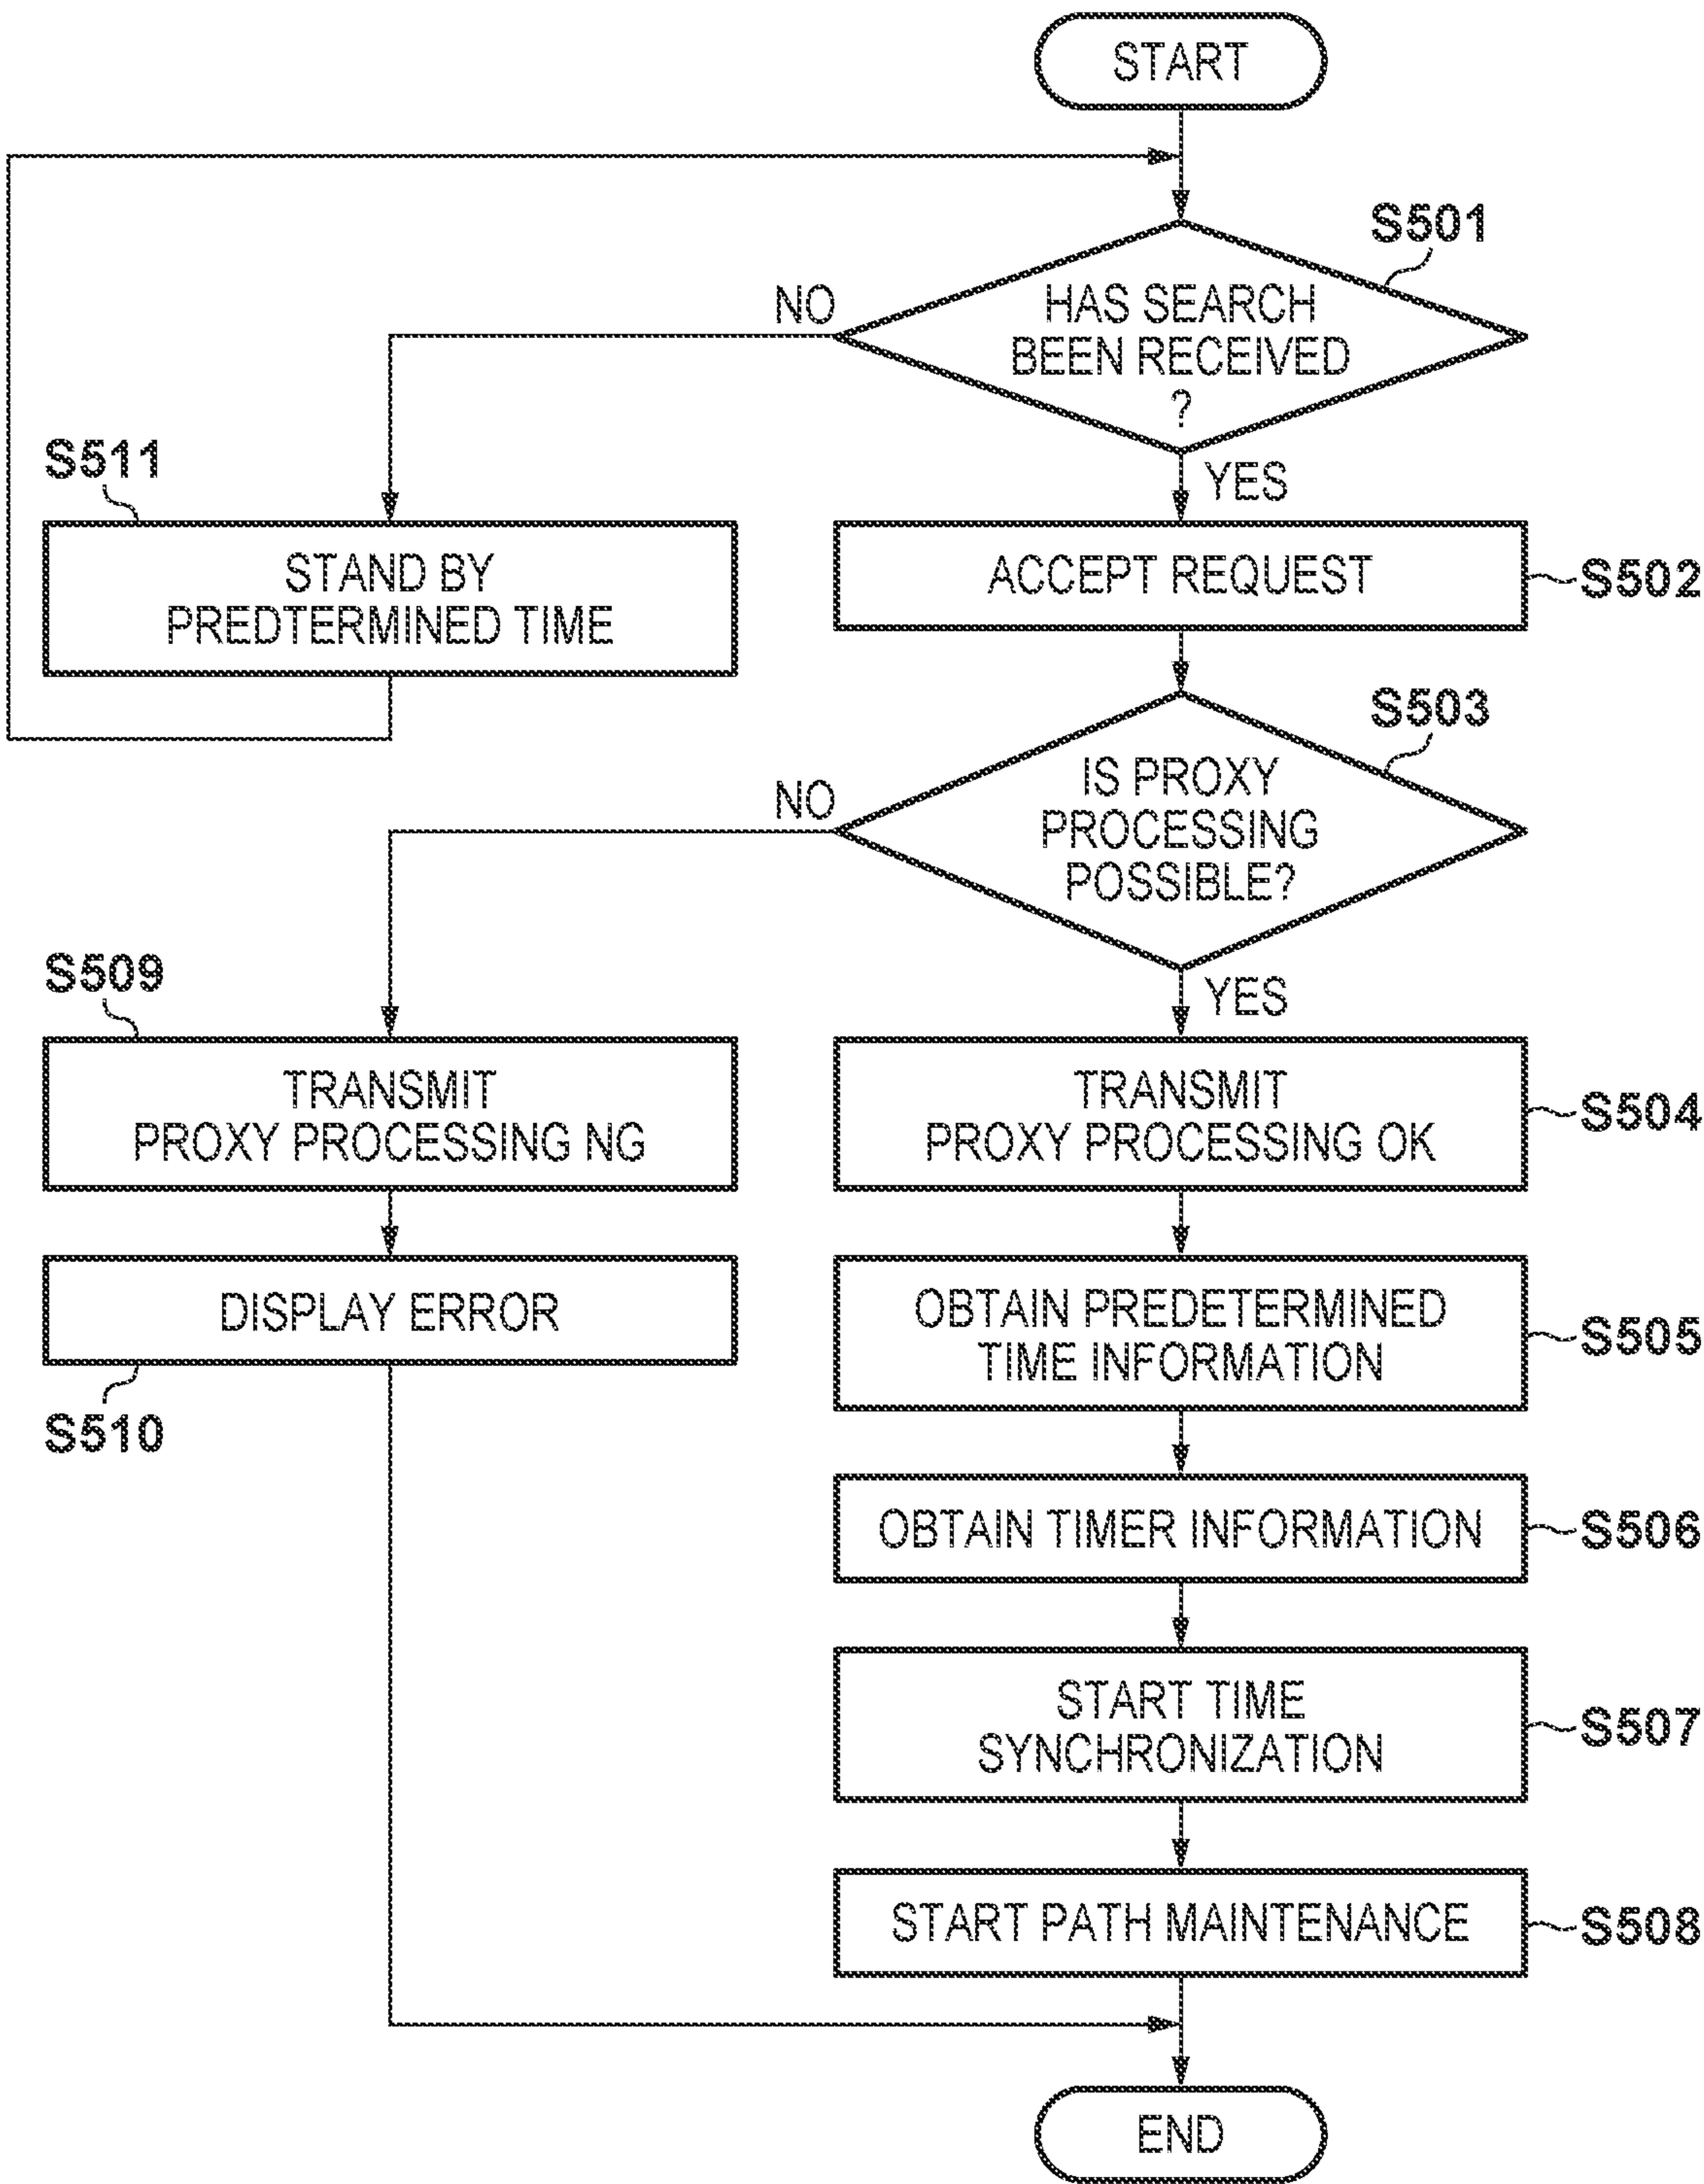 START
S501
HAS SEARCH
BEEN RECEIVED
?
NO
YES
S511
STAND BY
PREDTERMINED TIME
ACCEPT REQUEST
S502
S503
IS PROXY
PROCESSING
POSSIBLE?
NO
YES
S509
TRANSMIT
PROXY PROCESSING NG
TRANSMIT
PROXY PROCESSING OK
S504
DISPLAY ERROR
S510
OBTAIN PREDETERMINED
TIME INFORMATION
S505
OBTAIN TIMER INFORMATION
S506
START TIME
SYNCHRONIZATION
S507
START PATH MAINTENANCE
S508
END